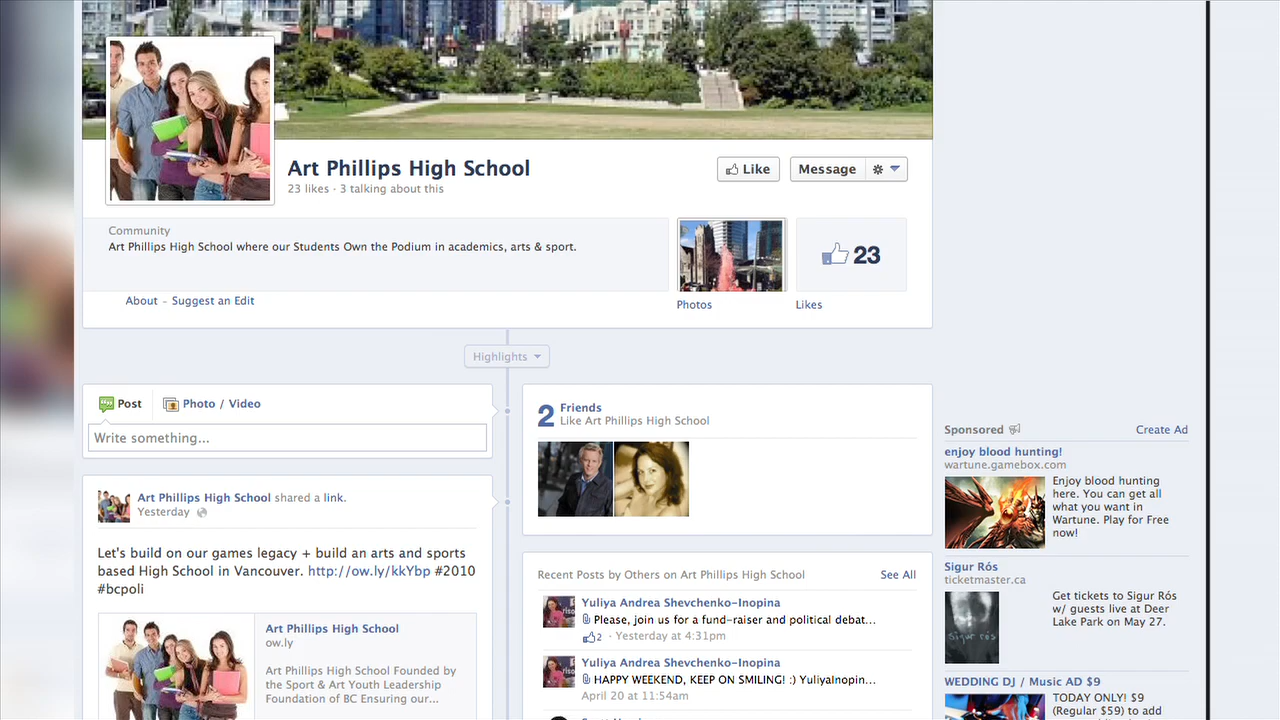 Art Phillips High School
23 likes · 3 talking about this
Like
Message
Community
Art Phillips High School where our Students Own the Podium in academics, arts & sport.
About - Suggest an Edit
Photos
23
Likes
Highlights
Post
Photo / Video
Write something...
Art Phillips High School shared a link.
Yesterday
Let's build on our games legacy + build an arts and sports
based High School in Vancouver. http://ow.ly/kkYbp #2010
#bcpoli
Art Phillips High School
ow.ly
Art Phillips High School Founded by
the Sport & Art Youth Leadership
Foundation of BC Ensuring our...
2
Friends
Like Art Phillips High School
Recent Posts by Others on Art Phillips High School
See All
Yuliya Andrea Shevchenko-Inopina
Please, join us for a fund-raiser and political debat...
2 · Yesterday at 4:31pm
Yuliya Andrea Shevchenko-Inopina
HAPPY WEEKEND, KEEP ON SMILING! :) YuliyaInopin...
April 20 at 11:54am
Sponsored
Create Ad
enjoy blood hunting!
wartune.gamebox.com
Enjoy blood hunting
here. You can get all
what you want in
Wartune. Play for Free
now!
Sigur Rós
ticketmaster.ca
sigur rós
Get tickets to Sigur Rós
w/ guests live at Deer
Lake Park on May 27.
WEDDING DJ / Music AD $9
TODAY ONLY! $9
(Regular $59) to add